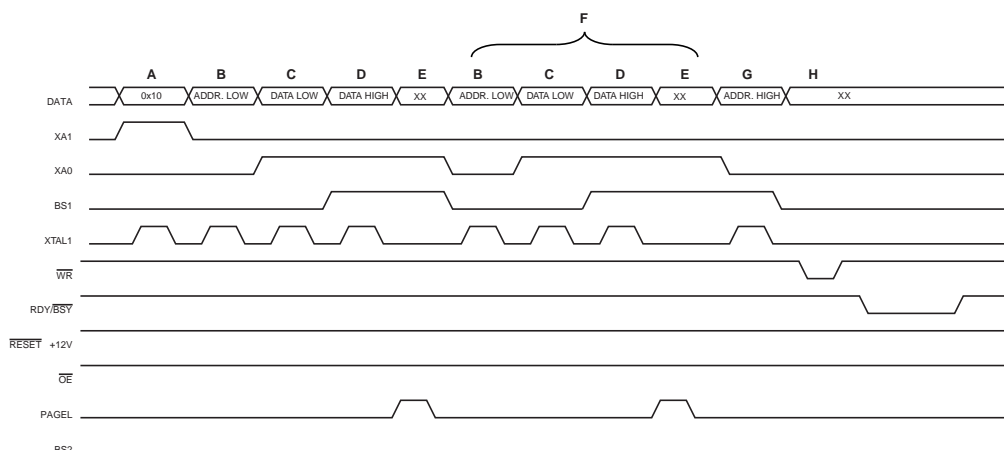 F
A B C D E B C D E G H
DATA 0x10 ADDR. LOW DATA LOW DATA HIGH XX ADDR. LOW DATA LOW DATA HIGH XX ADDR. HIGH XX
XA1
XA0
BS1
XTAL1
WR
RDY/BSY
RESET +12V
OE
PAGEL
BS2